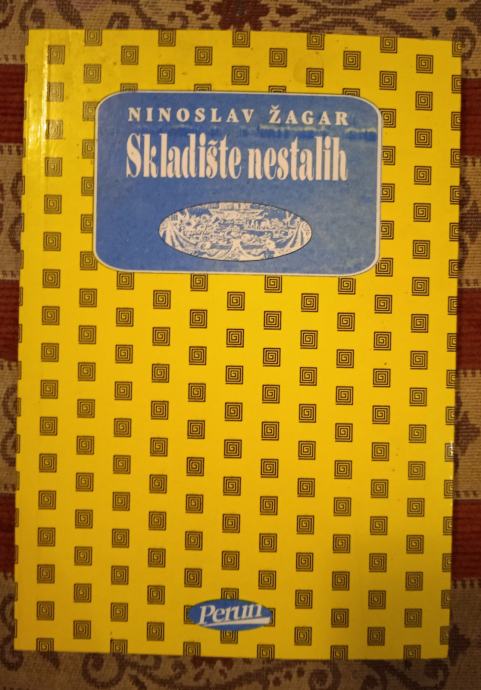 NINOSLAV ŽAGAR
Skladište nestalih
Perun